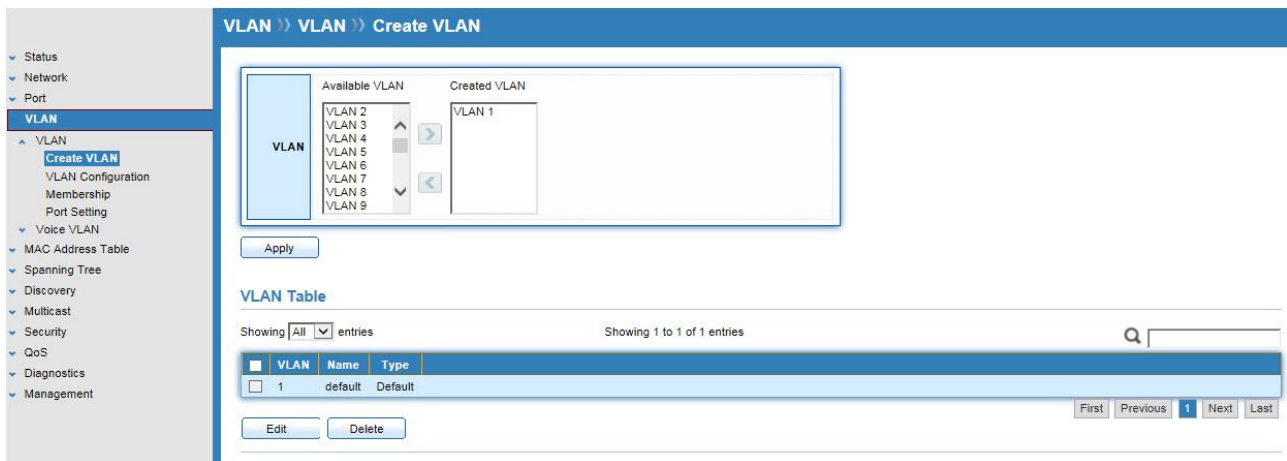 VLAN >> VLAN >> Create VLAN
Status
Network
Port
VLAN
VLAN
Create VLAN
VLAN Configuration
Membership
Port Setting
Voice VLAN
MAC Address Table
Spanning Tree
Discovery
Multicast
Security
QoS
Diagnostics
Management
Available VLAN Created VLAN
VLAN
VLAN 2
VLAN 3
VLAN 4
VLAN 5
VLAN 6
VLAN 7
VLAN 8
VLAN 9
>
<
VLAN 1
Apply
VLAN Table
Showing All entries Showing 1 to 1 of 1 entries
VLAN Name Type
1 default Default
First Previous 1 Next Last
Edit Delete